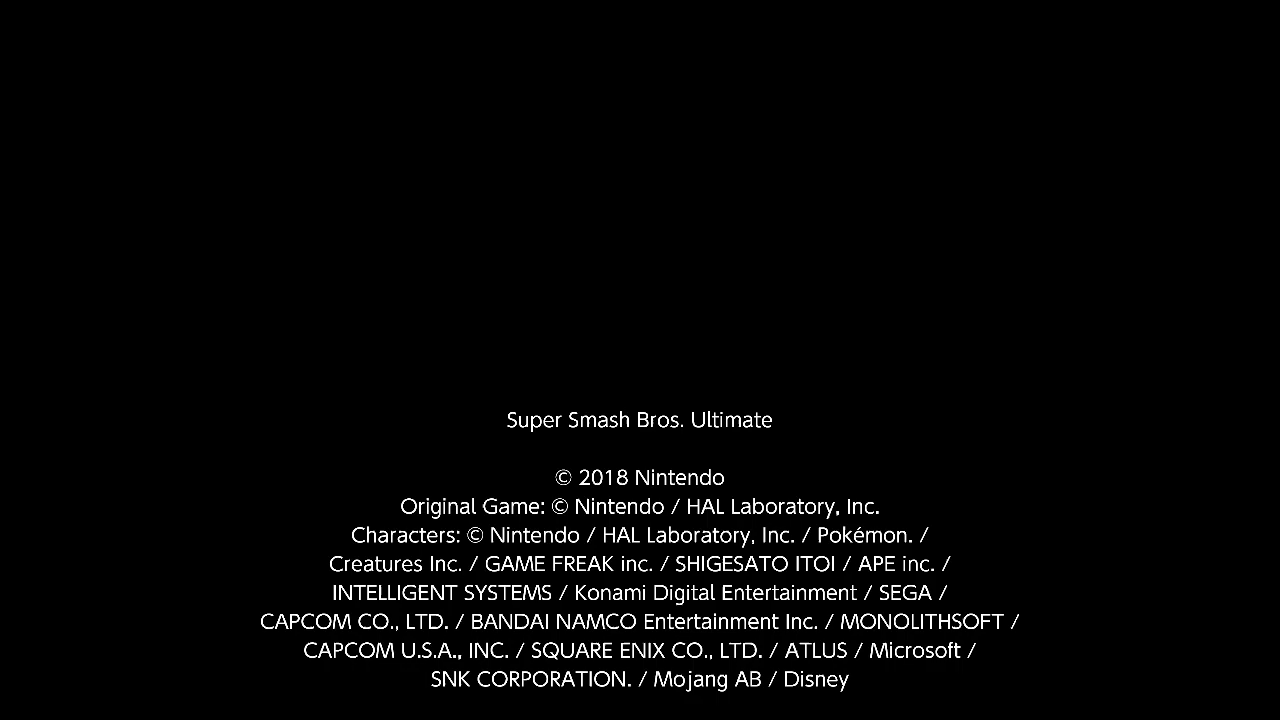 Super Smash Bros. Ultimate
© 2018 Nintendo
Original Game: © Nintendo / HAL Laboratory, Inc.
Characters: © Nintendo / HAL Laboratory, Inc. / Pokémon. /
Creatures Inc. / GAME FREAK inc. / SHIGESATO ITOI / APE inc. /
INTELLIGENT SYSTEMS / Konami Digital Entertainment / SEGA /
CAPCOM CO., LTD. / BANDAI NAMCO Entertainment Inc. / MONOLITHSOFT /
CAPCOM U.S.A., INC. / SQUARE ENIX CO., LTD. / ATLUS / Microsoft /
SNK CORPORATION. / Mojang AB / Disney